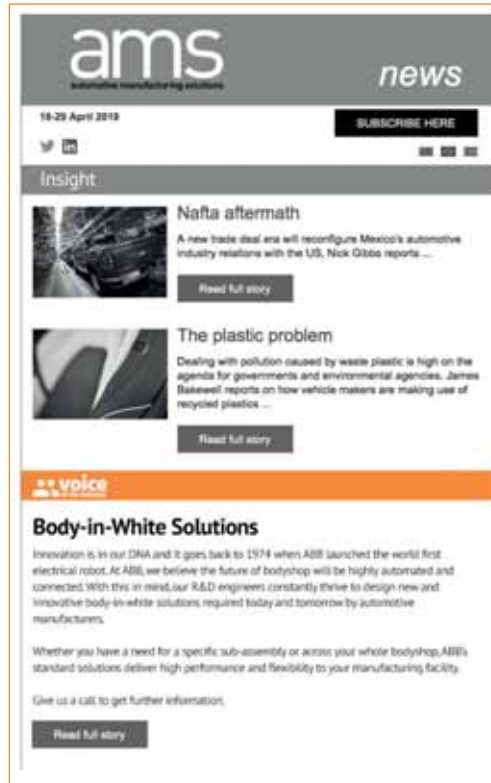 ams
automotive manufacturing solutions
news
16-29 April 2019
SUBSCRIBE HERE
in
Insight
Nafta aftermath
A new trade deal era will reconfigure Mexico's automotive
industry relations with the US, Nick Gibbs reports ...
Read full story
The plastic problem
Dealing with pollution caused by waste plastic is high on the
agenda for governments and environmental agencies. James
Bakewell reports on how vehicle makers are making use of
recycled plastics ...
Read full story
voice
Body-in-White Solutions
Innovation is in our DNA and it goes back to 1974 when ABB launched the world first
electrical robot. At ABB, we believe the future of bodyshop will be highly automated and
connected. With this in mind, our R&D engineers constantly thrive to design new and
innovative body-in-white solutions required today and tomorrow by automotive
manufacturers.
Whether you have a need for a specific sub-assembly or across your whole bodyshop, ABB's
standard solutions deliver high performance and flexibility to your manufacturing facility.
Give us a call to get further information.
Read full story